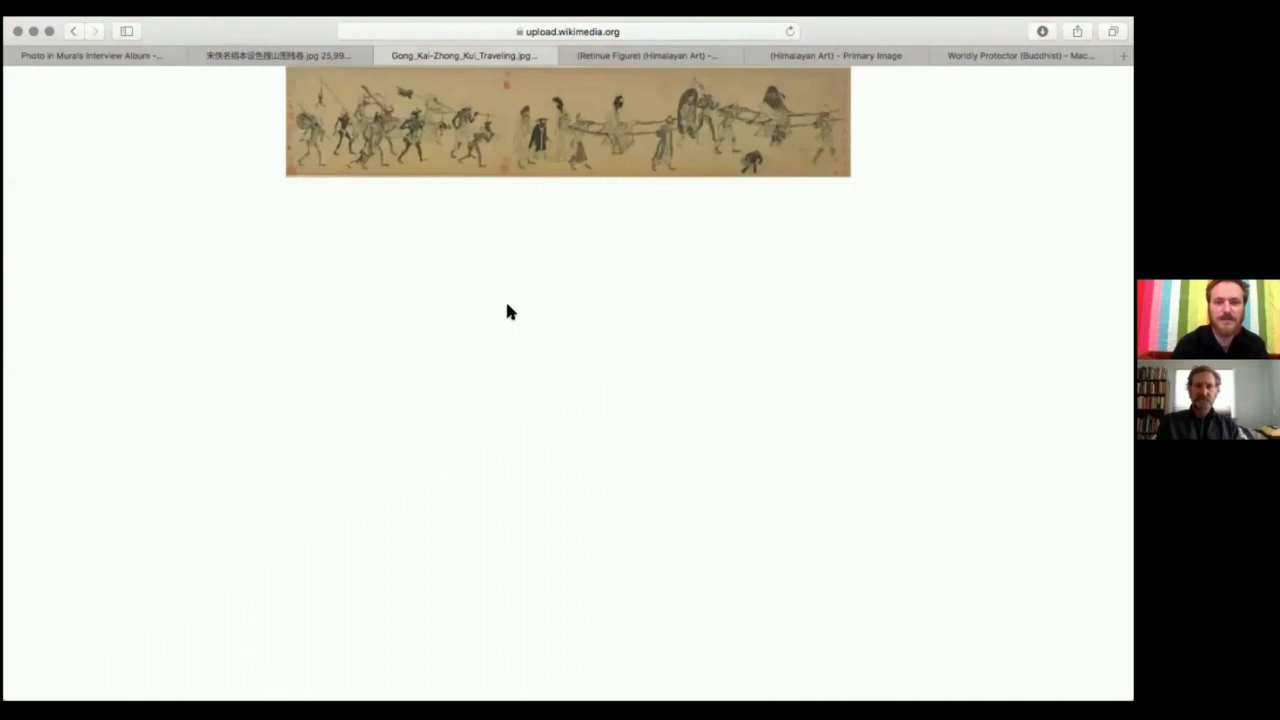 upload.wikimedia.org
Photo in Murals Interview Album -...
宋佚名绢本设色搜山图残卷.jpg 25,99...
Gong_Kai-Zhong_Kui_Traveling.jpg...
(Retinue Figure) (Himalayan Art) -...
(Himalayan Art) - Primary Image
Worldly Protector (Buddhist) - Mac...